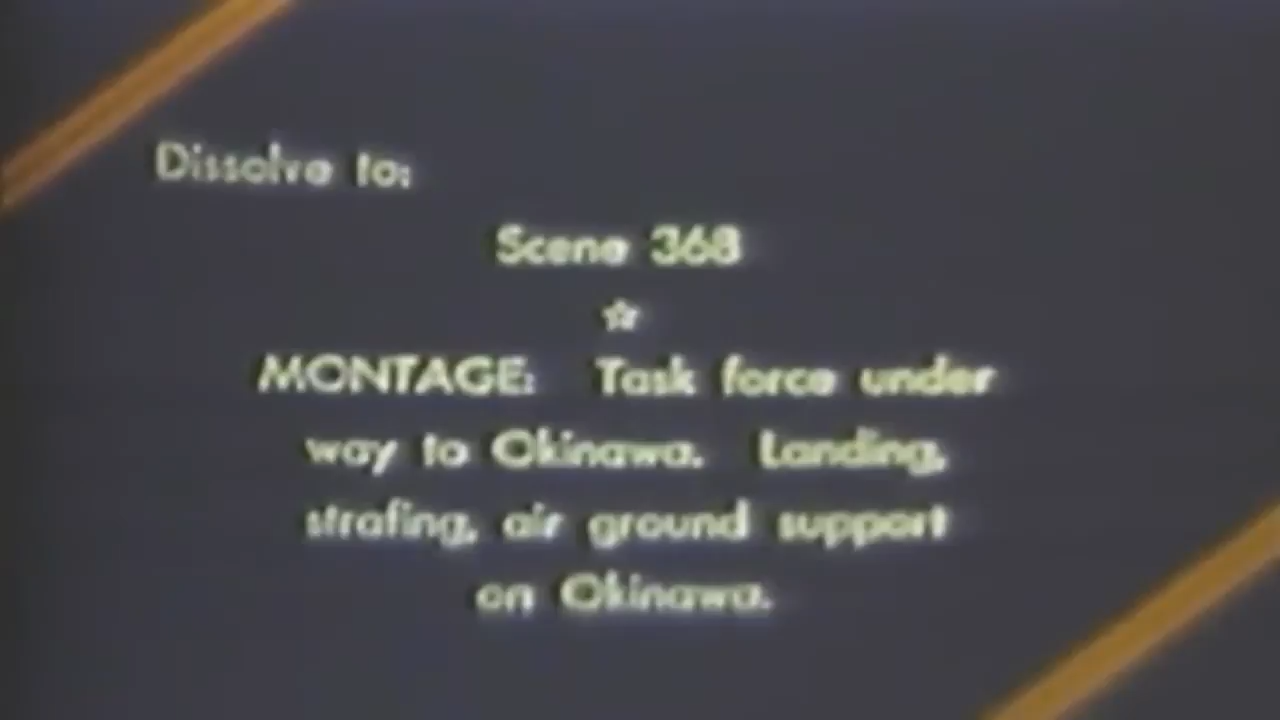 Dissolve to:
Scene 368
☆
MONTAGE: Task force under
way to Okinawa. Landing,
strafing, air ground support
on Okinawa.